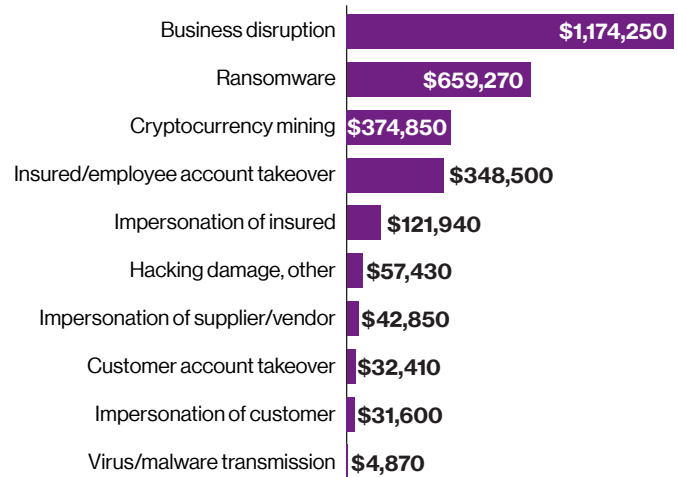 Business disruption $1,174,250
Ransomware $659,270
Cryptocurrency mining $374,850
Insured/employee account takeover $348,500
Impersonation of insured $121,940
Hacking damage, other $57,430
Impersonation of supplier/vendor $42,850
Customer account takeover $32,410
Impersonation of customer $31,600
Virus/malware transmission $4,870